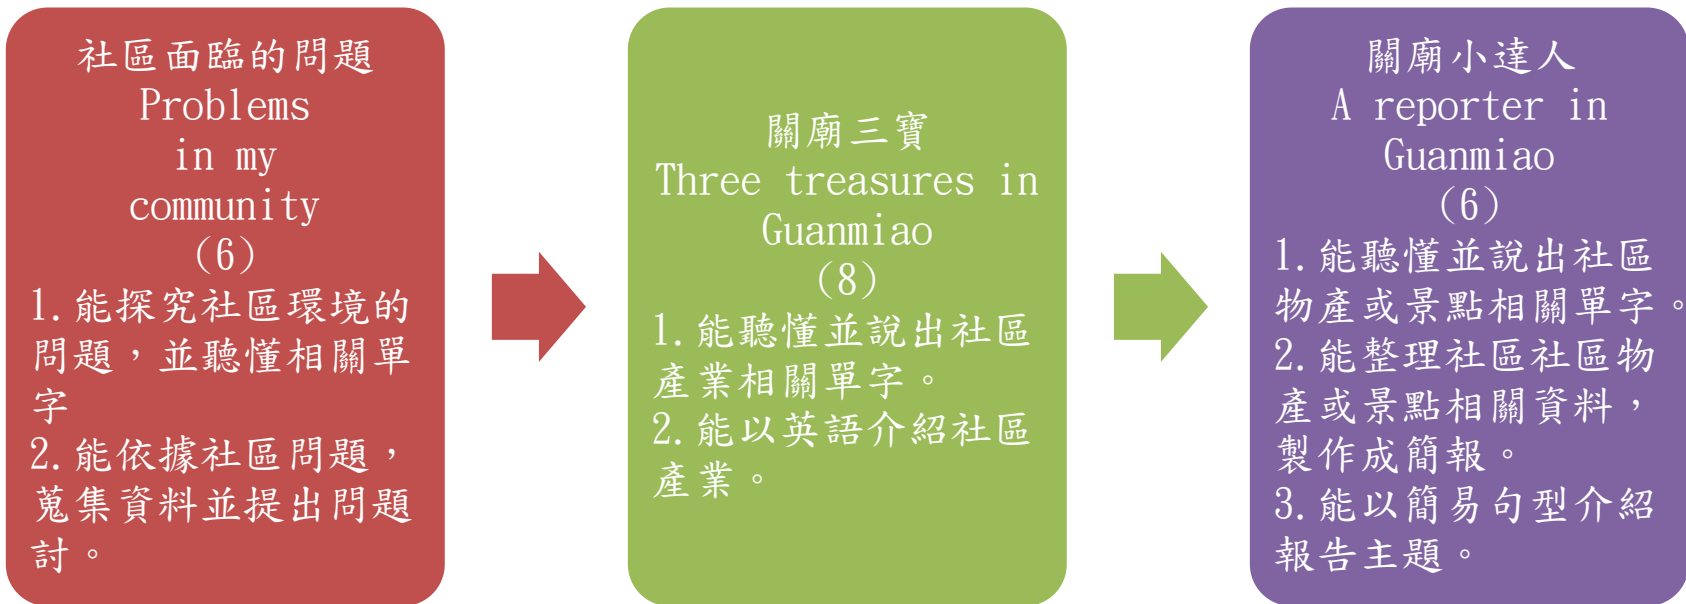 社區面臨的問題
Problems
in my
community
(6)
1.能探究社區環境的
問題，並聽懂相關單
字
2.能依據社區問題，
蒐集資料並提出問題
討。
關廟三寶
Three treasures in
Guanmiao
(8)
1.能聽懂並說出社區
產業相關單字。
2.能以英語介紹社區
產業。
關廟小達人
A reporter in
Guanmiao
(6)
1.能聽懂並說出社區
物產或景點相關單字。
2.能整理社區社區物
產或景點相關資料，
製作成簡報。
3.能以簡易句型介紹
報告主題。